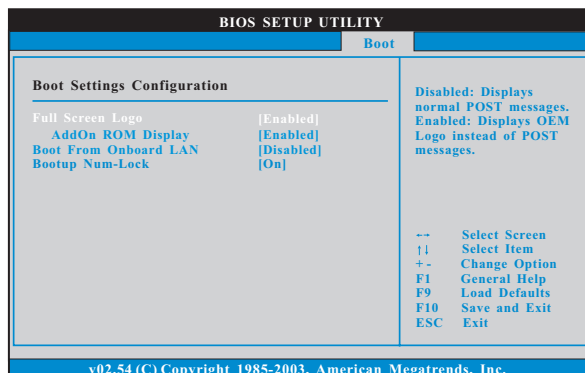 BIOS SETUP UTILITY
Boot
Boot Settings Configuration
Full Screen Logo [Enabled]
AddOn ROM Display [Enabled]
Boot From Onboard LAN [Disabled]
Bootup Num-Lock [On]
Disabled: Displays
normal POST messages.
Enabled: Displays OEM
Logo instead of POST
messages.
←→ Select Screen
↑↓ Select Item
+ - Change Option
F1 General Help
F9 Load Defaults
F10 Save and Exit
ESC Exit
v02.54 (C) Copyright 1985-2003, American Megatrends, Inc.